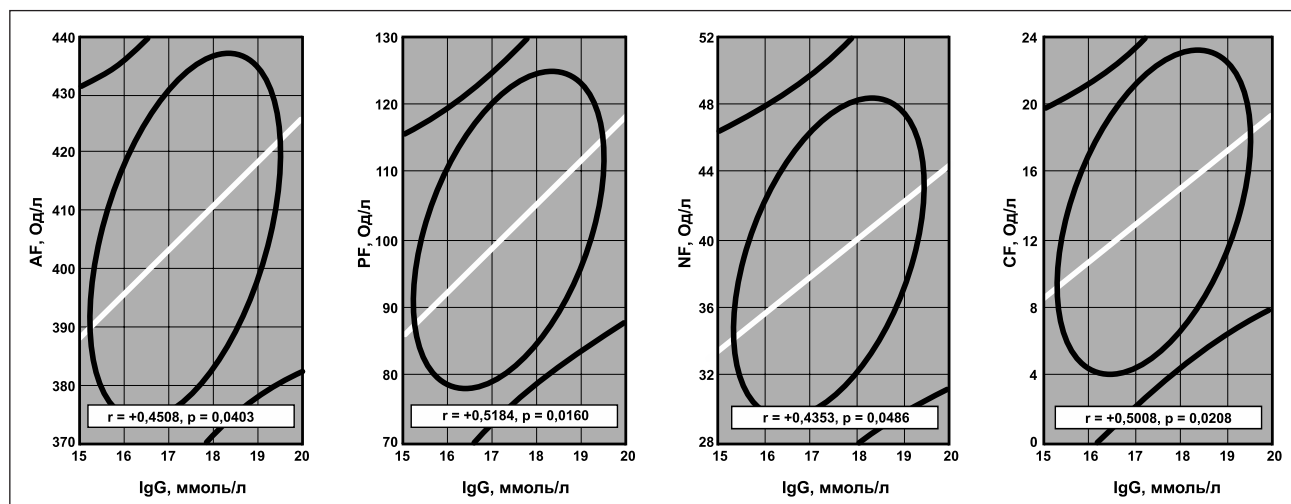 AF, Од/л
440
430
420
410
400
390
380
370
15 16 17 18 19 20
r = +0,4508, p = 0,0403
IgG, ммоль/л
PF, Од/л
130
120
110
100
90
80
70
15 16 17 18 19 20
r = +0,5184, p = 0,0160
IgG, ммоль/л
NF, Од/л
52
48
44
40
36
32
28
15 16 17 18 19 20
r = +0,4353, p = 0,0486
IgG, ммоль/л
CF, Од/л
24
20
16
12
8
4
0
15 16 17 18 19 20
r = +0,5008, p = 0,0208
IgG, ммоль/л